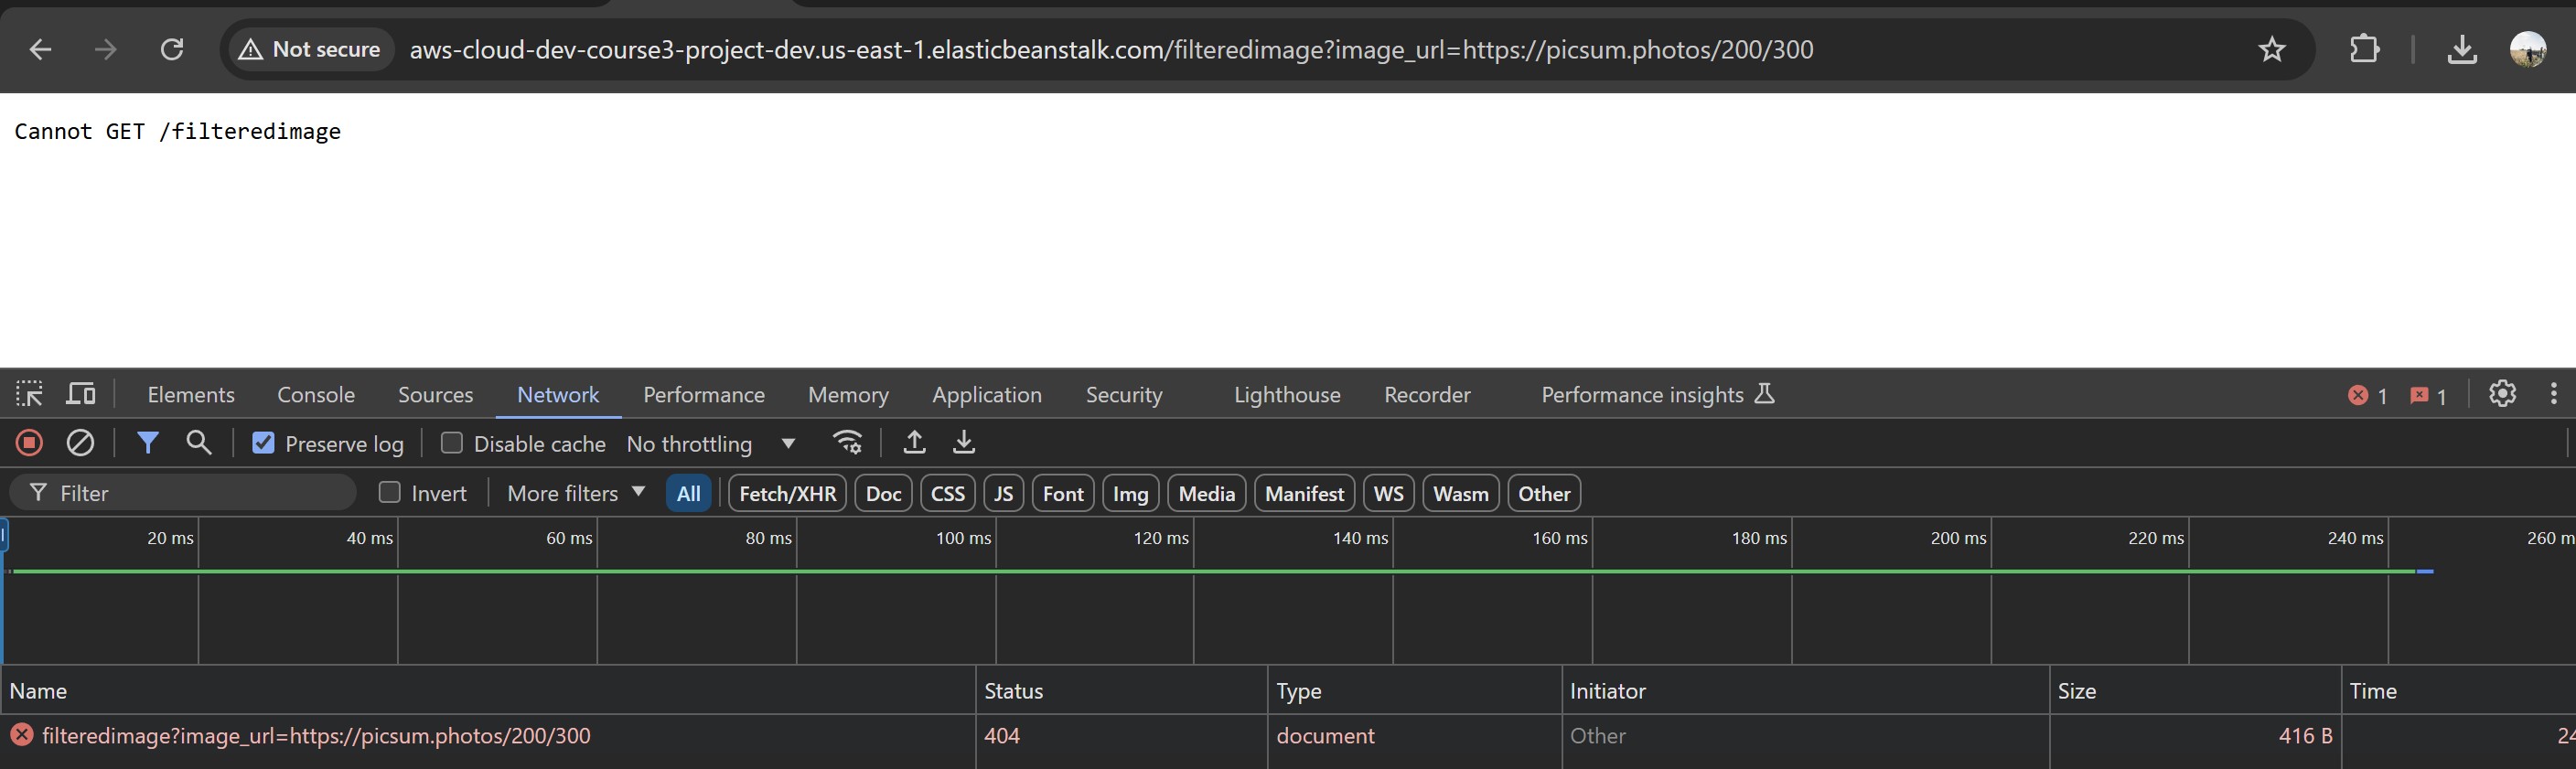 Not secure aws-cloud-dev-course3-project-dev.us-east-1.elasticbeanstalk.com/filteredimage?image_url=https://picsum.photos/200/300
Cannot GET /filteredimage
Elements Console Sources Network Performance Memory Application Security Lighthouse Recorder Performance insights 1 1
Preserve log Disable cache No throttling
Filter Invert More filters All Fetch/XHR Doc CSS JS Font Img Media Manifest WS Wasm Other
20 ms 40 ms 60 ms 80 ms 100 ms 120 ms 140 ms 160 ms 180 ms 200 ms 220 ms 240 ms 260 m
Name Status Type Initiator Size Time
filteredimage?image_url=https://picsum.photos/200/300 404 document Other 416 B 24